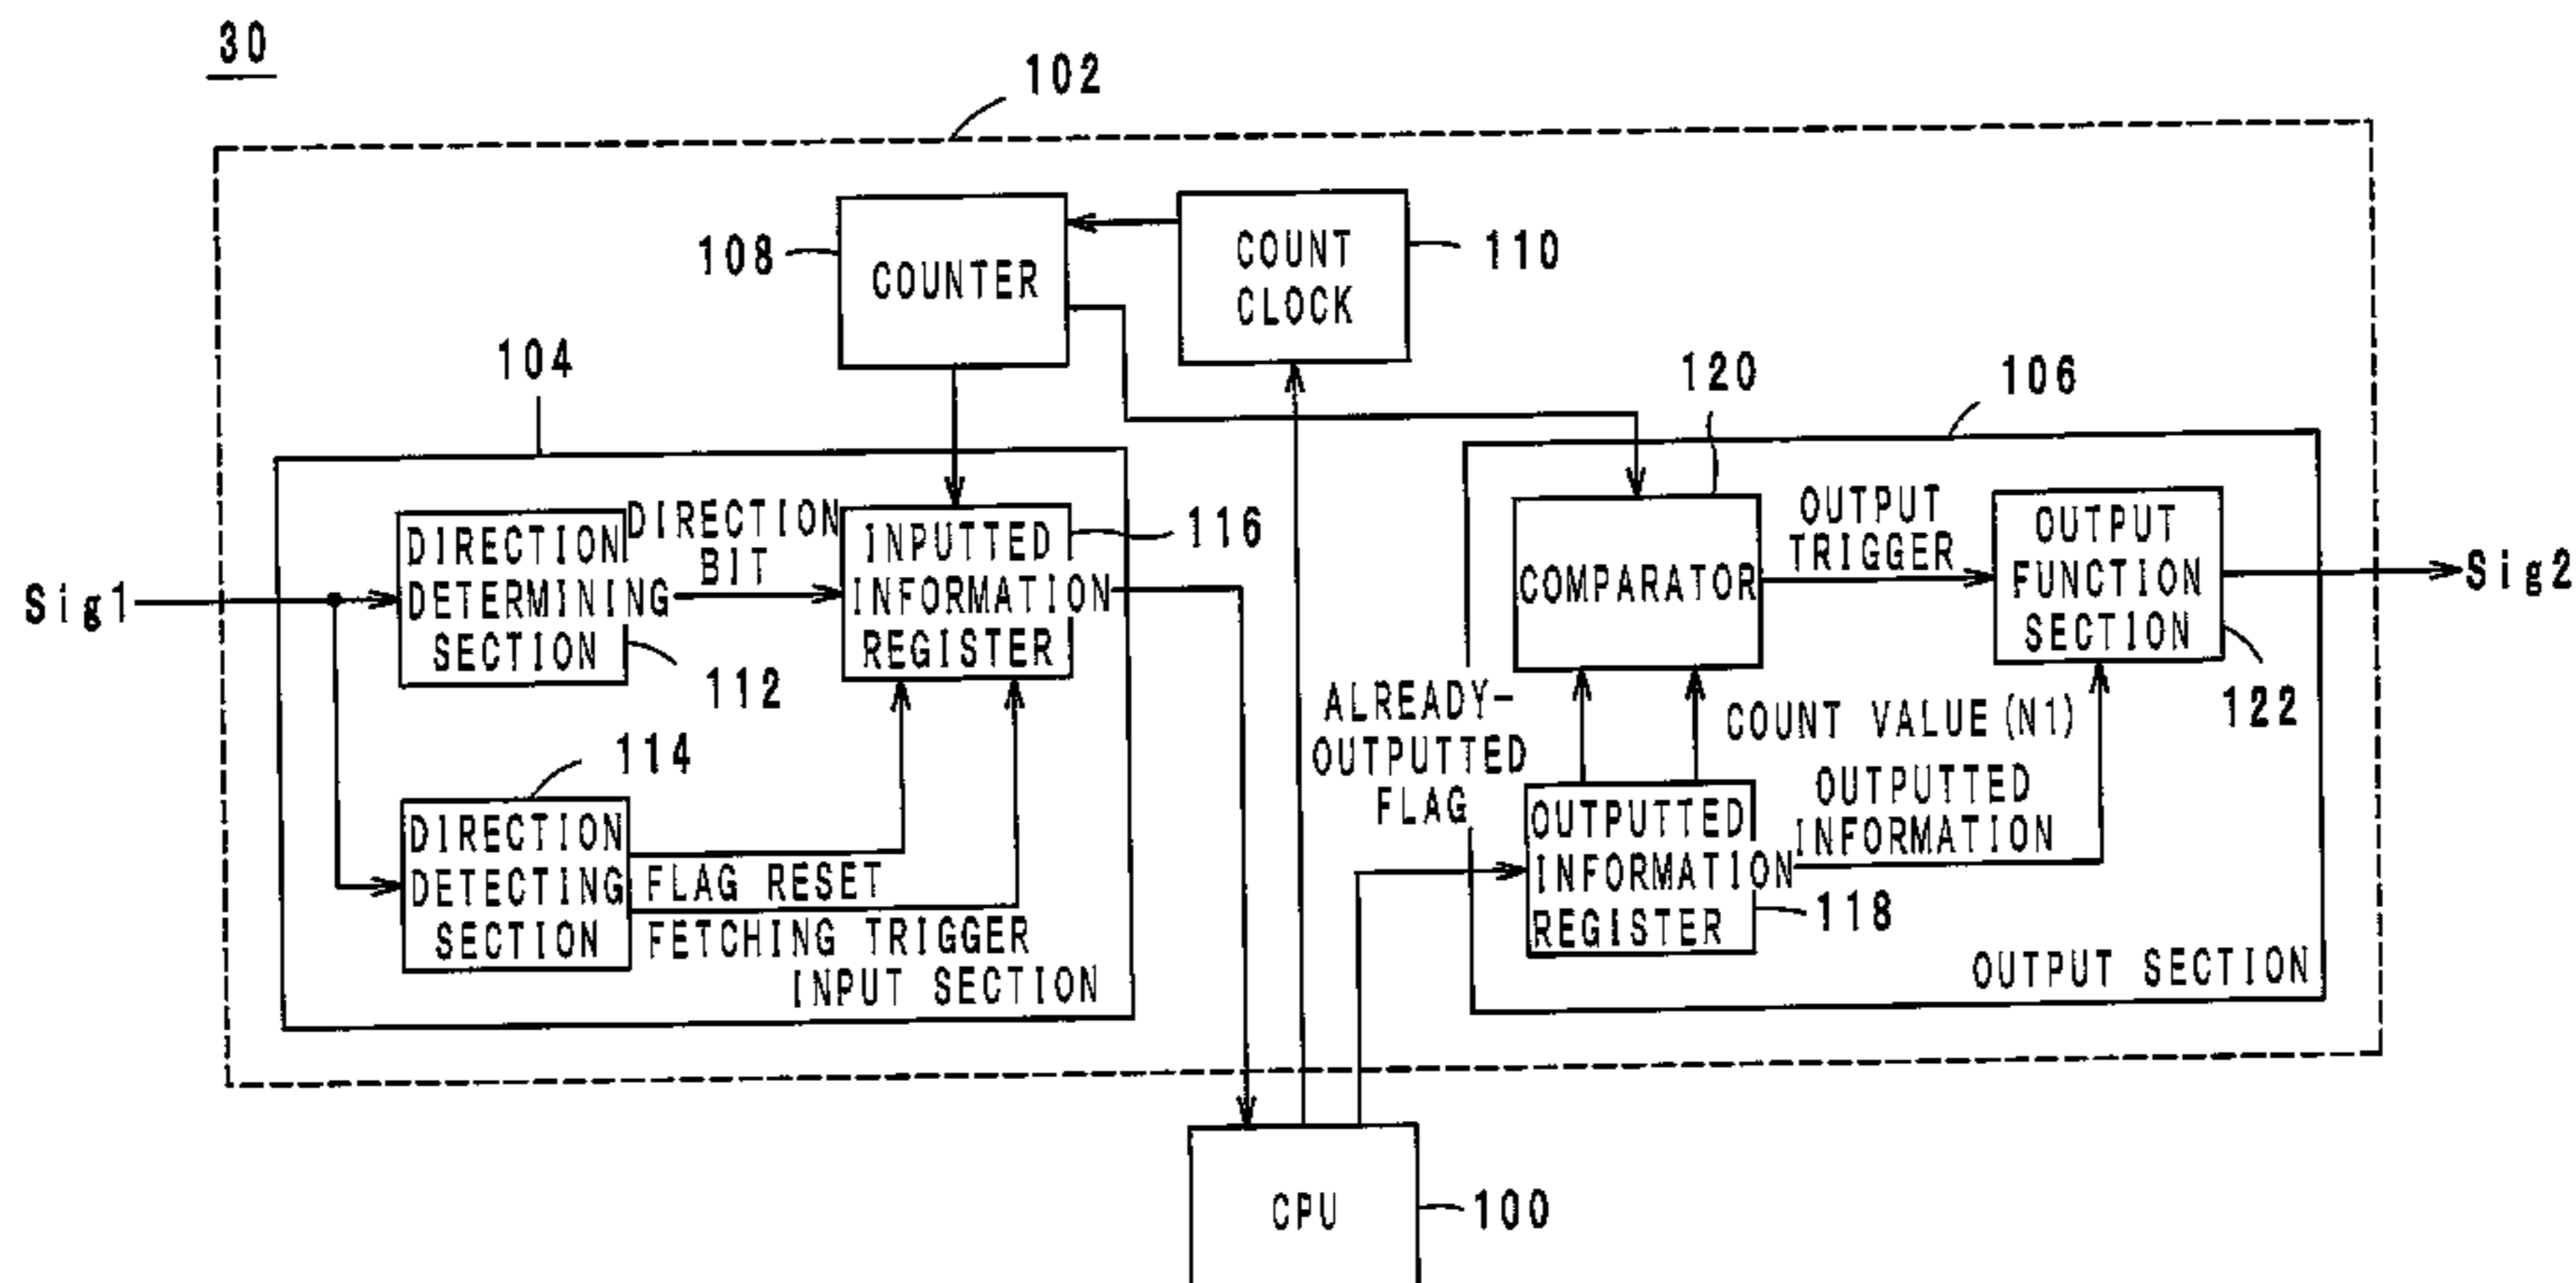 30
102
108
COUNTER
COUNT
CLOCK
110
104
120
106
Sig1
DIRECTION
DETERMINING
SECTION
112
DIRECTION
BIT
INPUTTED
INFORMATION
REGISTER
116
114
DIRECTION
DETECTING
SECTION
FLAG RESET
FETCHING TRIGGER
INPUT SECTION
COMPARATOR
OUTPUT
TRIGGER
OUTPUT
FUNCTION
SECTION
122
Sig2
ALREADY-
OUTPUTTED
FLAG
COUNT VALUE(N1)
OUTPUTTED
INFORMATION
OUTPUTTED
INFORMATION
REGISTER
118
OUTPUT SECTION
CPU
100